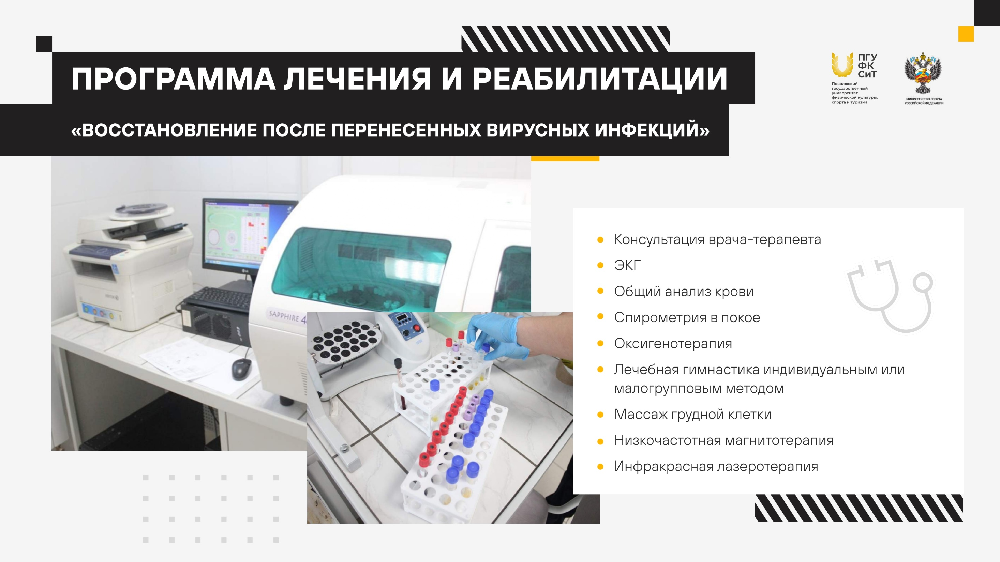 ПРОГРАММА ЛЕЧЕНИЯ И РЕАБИЛИТАЦИИ
«ВОССТАНОВЛЕНИЕ ПОСЛЕ ПЕРЕНЕСЕННЫХ ВИРУСНЫХ ИНФЕКЦИЙ»
ПГУ
ФК
СиТ
Поволжский
государственный
университет
физической культуры,
спорта и туризма
МИНИСТЕРСТВО СПОРТА
РОССИЙСКОЙ ФЕДЕРАЦИИ
SAPPHIRE 4
LG
Консультация врача-терапевта
ЭКГ
Общий анализ крови
Спирометрия в покое
Оксигенотерапия
Лечебная гимнастика индивидуальным или
малогрупповым методом
Массаж грудной клетки
Низкочастотная магнитотерапия
Инфракрасная лазеротерапия